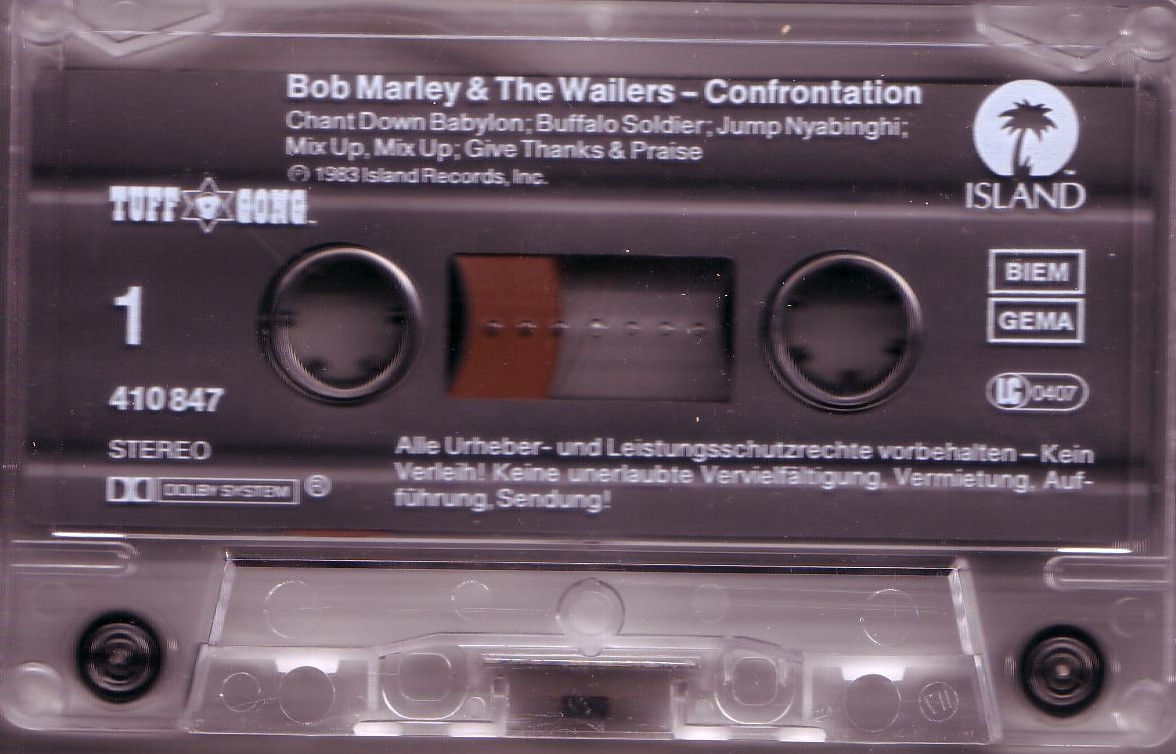 Bob Marley & The Wailers – Confrontation
Chant Down Babylon; Buffalo Soldier; Jump Nyabinghi;
Mix Up, Mix Up; Give Thanks & Praise
℗ 1983 Island Records, Inc.
TUFF GONG™
ISLAND™
1
BIEM
GEMA
410 847
LC 0407
STEREO
DOLBY SYSTEM ®
Alle Urheber- und Leistungsschutzrechte vorbehalten – Kein
Verleih! Keine unerlaubte Vervielfältigung, Vermietung, Auf-
führung, Sendung!